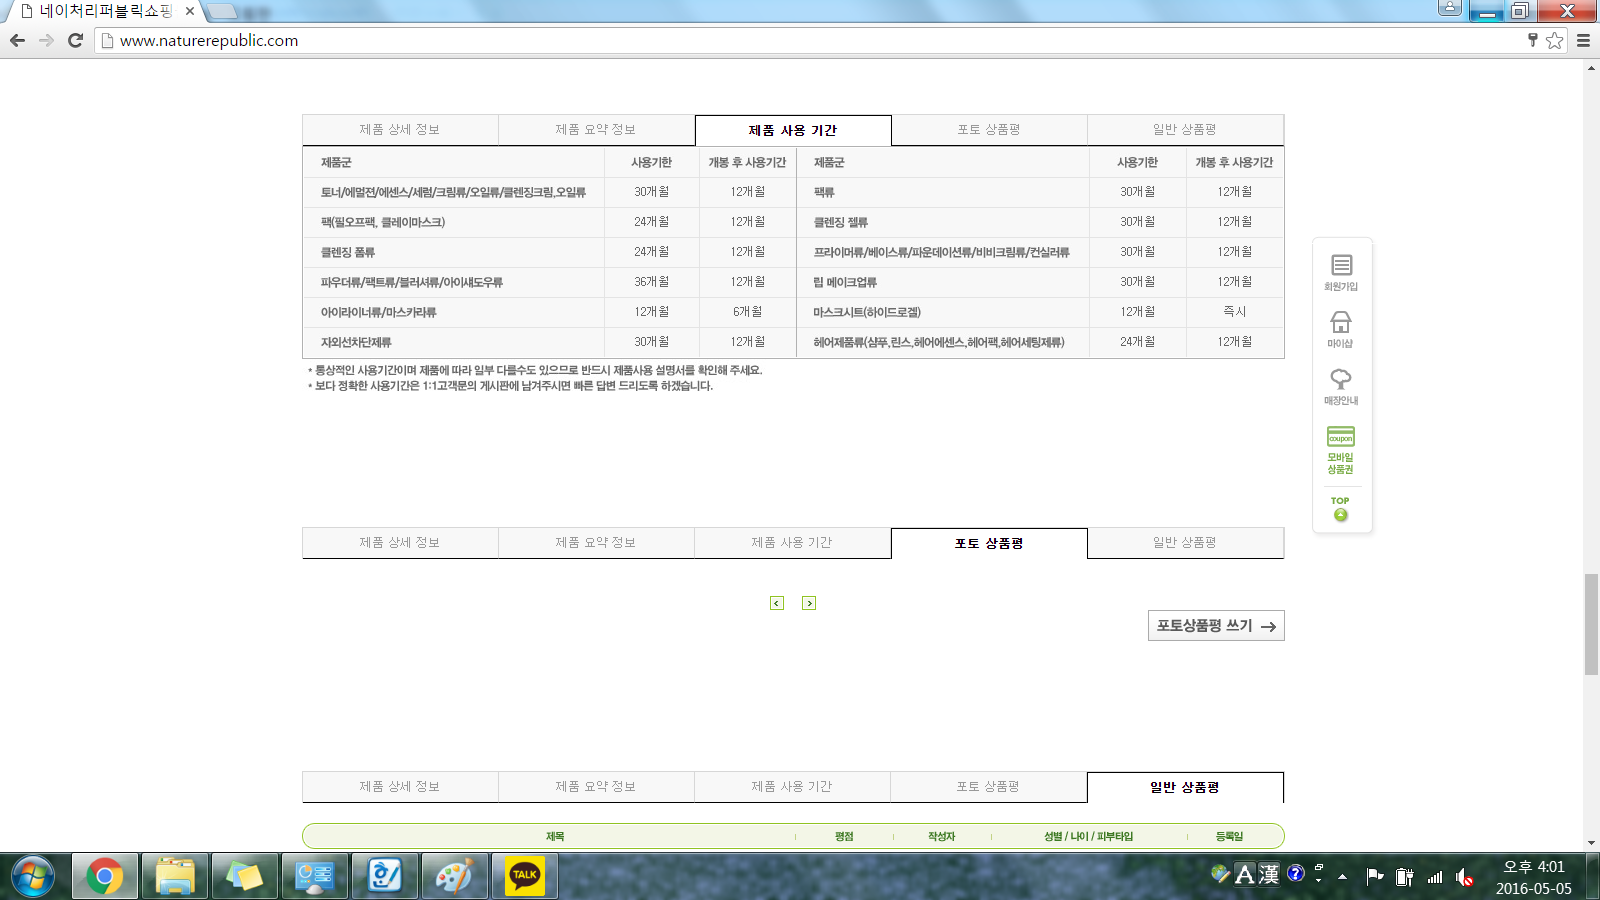 네이처리퍼블릭쇼핑
www.naturerepublic.com
제품 상세 정보 제품 요약 정보 제품 사용 기간 포토 상품평 일반 상품평
제품군 사용기한 개봉 후 사용기간 제품군 사용기한 개봉 후 사용기간
토너/에멀젼/에센스/세럼/크림류/오일류/클렌징크림,오일류 30개월 12개월 팩류 30개월 12개월
팩(필오프팩, 클레이마스크) 24개월 12개월 클렌징 젤류 30개월 12개월
클렌징 폼류 24개월 12개월 프라이머류/베이스류/파운데이션류/비비크림류/컨실러류 30개월 12개월
파우더류/팩트류/블러셔류/아이섀도우류 36개월 12개월 립 메이크업류 30개월 12개월
아이라이너류/마스카라류 12개월 6개월 마스크시트(하이드로겔) 12개월 즉시
자외선차단제류 30개월 12개월 헤어제품류(샴푸,린스,헤어에센스,헤어팩,헤어세팅제류) 24개월 12개월
* 통상적인 사용기간이며 제품에 따라 일부 다를수도 있으므로 반드시 제품사용 설명서를 확인해 주세요.
* 보다 정확한 사용기간은 1:1고객문의 게시판에 남겨주시면 빠른 답변 드리도록 하겠습니다.
회원가입
마이샵
매장안내
coupon
모바일
상품권
TOP
제품 상세 정보 제품 요약 정보 제품 사용 기간 포토 상품평 일반 상품평
포토상품평 쓰기
제품 상세 정보 제품 요약 정보 제품 사용 기간 포토 상품평 일반 상품평
제목 평점 작성자 성별 / 나이 / 피부타입 등록일
TALK
A 漢
오후 4:01
2016-05-05